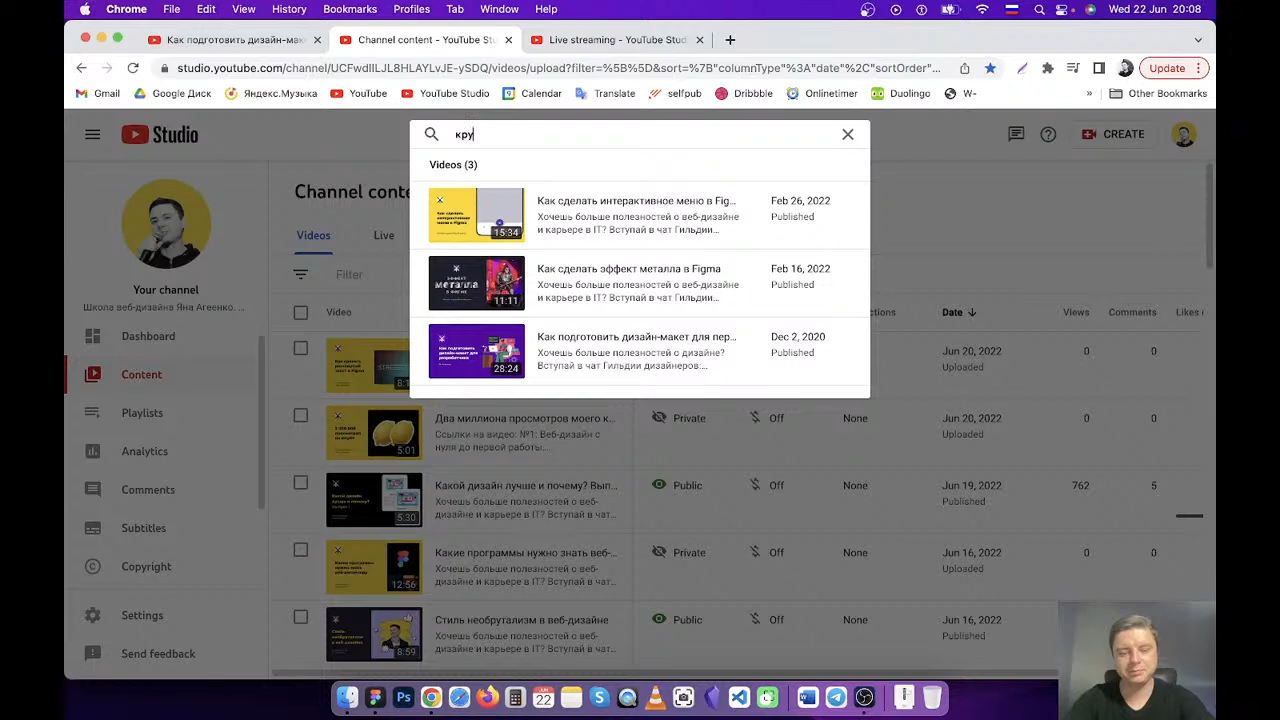 Chrome File Edit View History Bookmarks Profiles Tab Window Help Wed 22 Jun 20:08
Как подготовить дизайн-мак Channel content - YouTube Stu Live streaming - YouTube Studio
studio.youtube.com/channel/UCFwdIlLJL8HLAYLvJE-ySDQ/videos/upload?filter=%5B%5D&sort=%7B"columnType"%3A"date"%2C"sortOrder"... Update
Gmail Google Диск Яндекс.Музыка YouTube YouTube Studio Calendar Translate selfpub Dribbble Onlinetimer Duolingo W- » Other Bookmarks
Studio
кру
CREATE
Videos (3)
Как сделать интерактивное меню в Fig... Feb 26, 2022
Хочешь больше полезностей о веб-дизайне Published
и карьере в IT? Вступай в чат Гильдии...
15:34
Как сделать эффект металла в Figma Feb 16, 2022
Хочешь больше полезностей о веб-дизайне Published
и карьере в IT? Вступай в чат Гильдии...
11:11
Как подготовить дизайн-макет для пер... Dec 2, 2020
Хочешь больше полезностей о дизайне? Published
Вступай в чат Гильдии дизайнеров:...
28:24
Channel conte
Videos Live
Filter
Your channel
Школа веб-дизайна Яна Агеенко. ...
Dashboard
Content
Playlists
Analytics
Comments
Subtitles
Copyright
Settings
Send feedback
Video ctions Date Views Comments Likes
Jun 20, 2022 0 0
Uploaded
Два миллиона просмотров моего к... Private Off None Jun 20, 2022 0 0
Ссылки на видео: №1: Веб-дизайн с Uploaded
нуля до первой работы:...
5:01
Какой дизайн лучше и почему? Вып... Public Off None Jun 19, 2022 762 5
Хочешь больше полезностей о веб- Published
дизайне и карьере в IT? Вступай в чат...
5:30
Какие программы нужно знать веб-... Private Off None Jun 16, 2022 0 0
Хочешь больше полезностей о веб- Uploaded
дизайне и карьере в IT? Вступай в чат...
12:56
Стиль необрутализм в веб-дизайне Public Off None Jun 16, 2022
Хочешь больше полезностей о веб- Published
дизайне и карьере в IT? Вступай в чат...
8:59